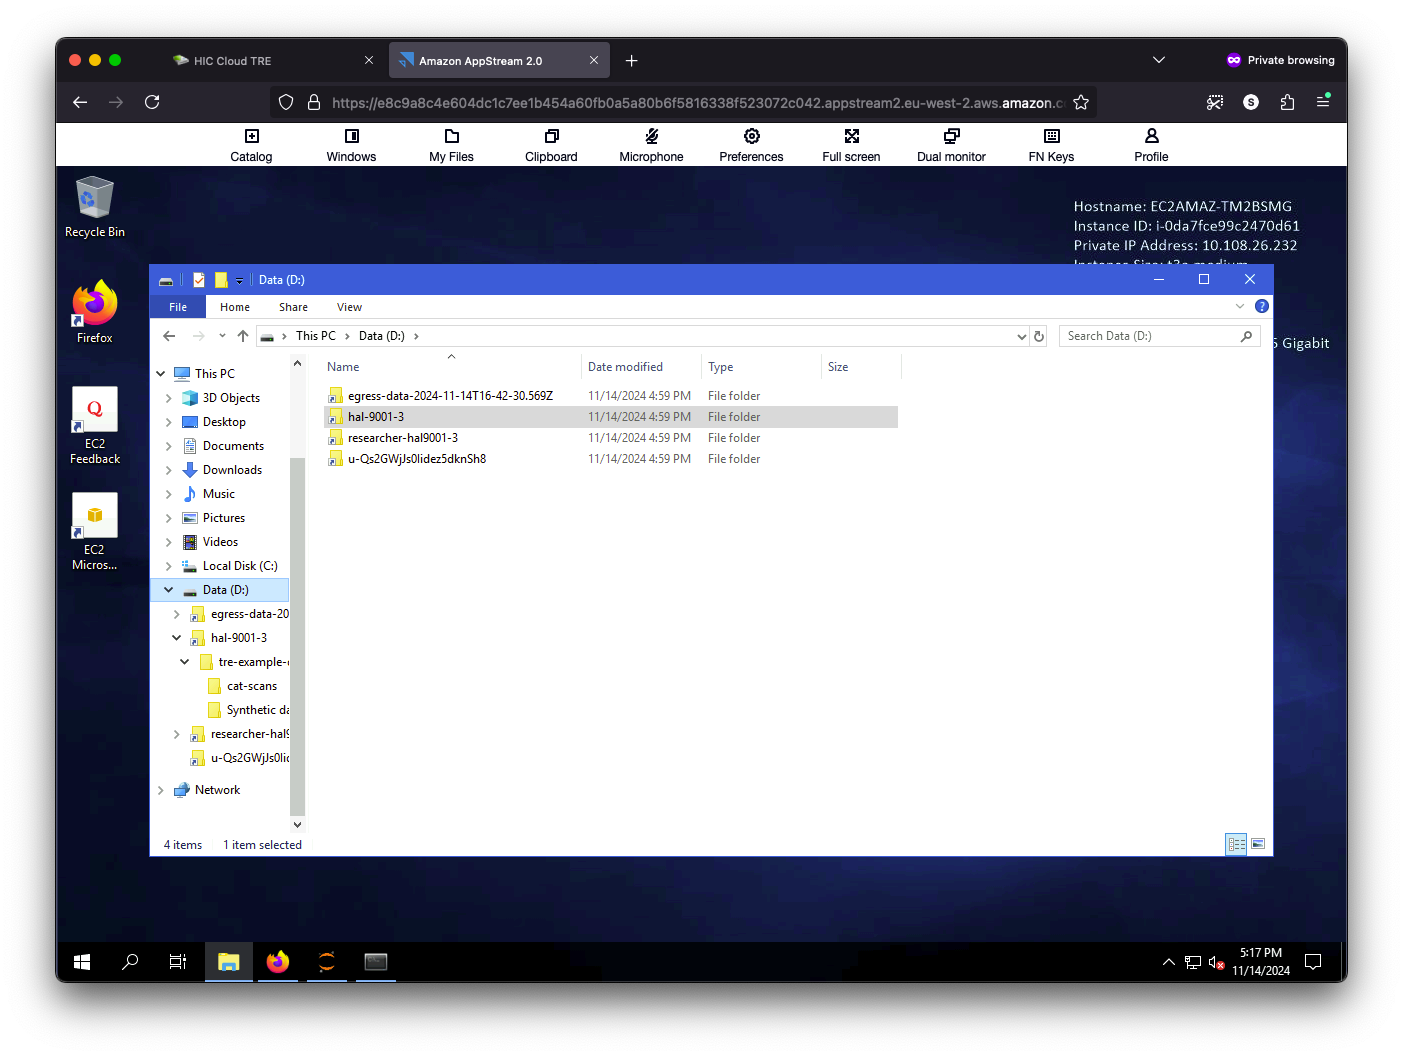 HIC Cloud TRE
Amazon AppStream 2.0
Private browsing
https://e8c9a8c4e604dc1c7ee1b454a60fb0a5a80b6f5816338f523072c042.appstream2.eu-west-2.aws.amazon.c
S
Catalog
Windows
My Files
Clipboard
Microphone
Preferences
Full screen
Dual monitor
FN Keys
Profile
Recycle Bin
Hostname: EC2AMAZ-TM2BSMG
Instance ID: i-0da7fce99c2470d61
Private IP Address: 10.108.26.232
Gigabit
Firefox
EC2
Feedback
EC2
Micros...
Data (D:)
File
Home
Share
View
This PC
Data (D:)
Search Data (D:)
Name
Date modified
Type
Size
egress-data-2024-11-14T16-42-30.569Z 11/14/2024 4:59 PM File folder
hal-9001-3 11/14/2024 4:59 PM File folder
researcher-hal9001-3 11/14/2024 4:59 PM File folder
u-Qs2GWjJs0lidez5dknSh8 11/14/2024 4:59 PM File folder
This PC
3D Objects
Desktop
Documents
Downloads
Music
Pictures
Videos
Local Disk (C:)
Data (D:)
egress-data-20
hal-9001-3
tre-example-
cat-scans
Synthetic da
researcher-hal9
u-Qs2GWjJs0lid
Network
4 items
1 item selected
5:17 PM
11/14/2024